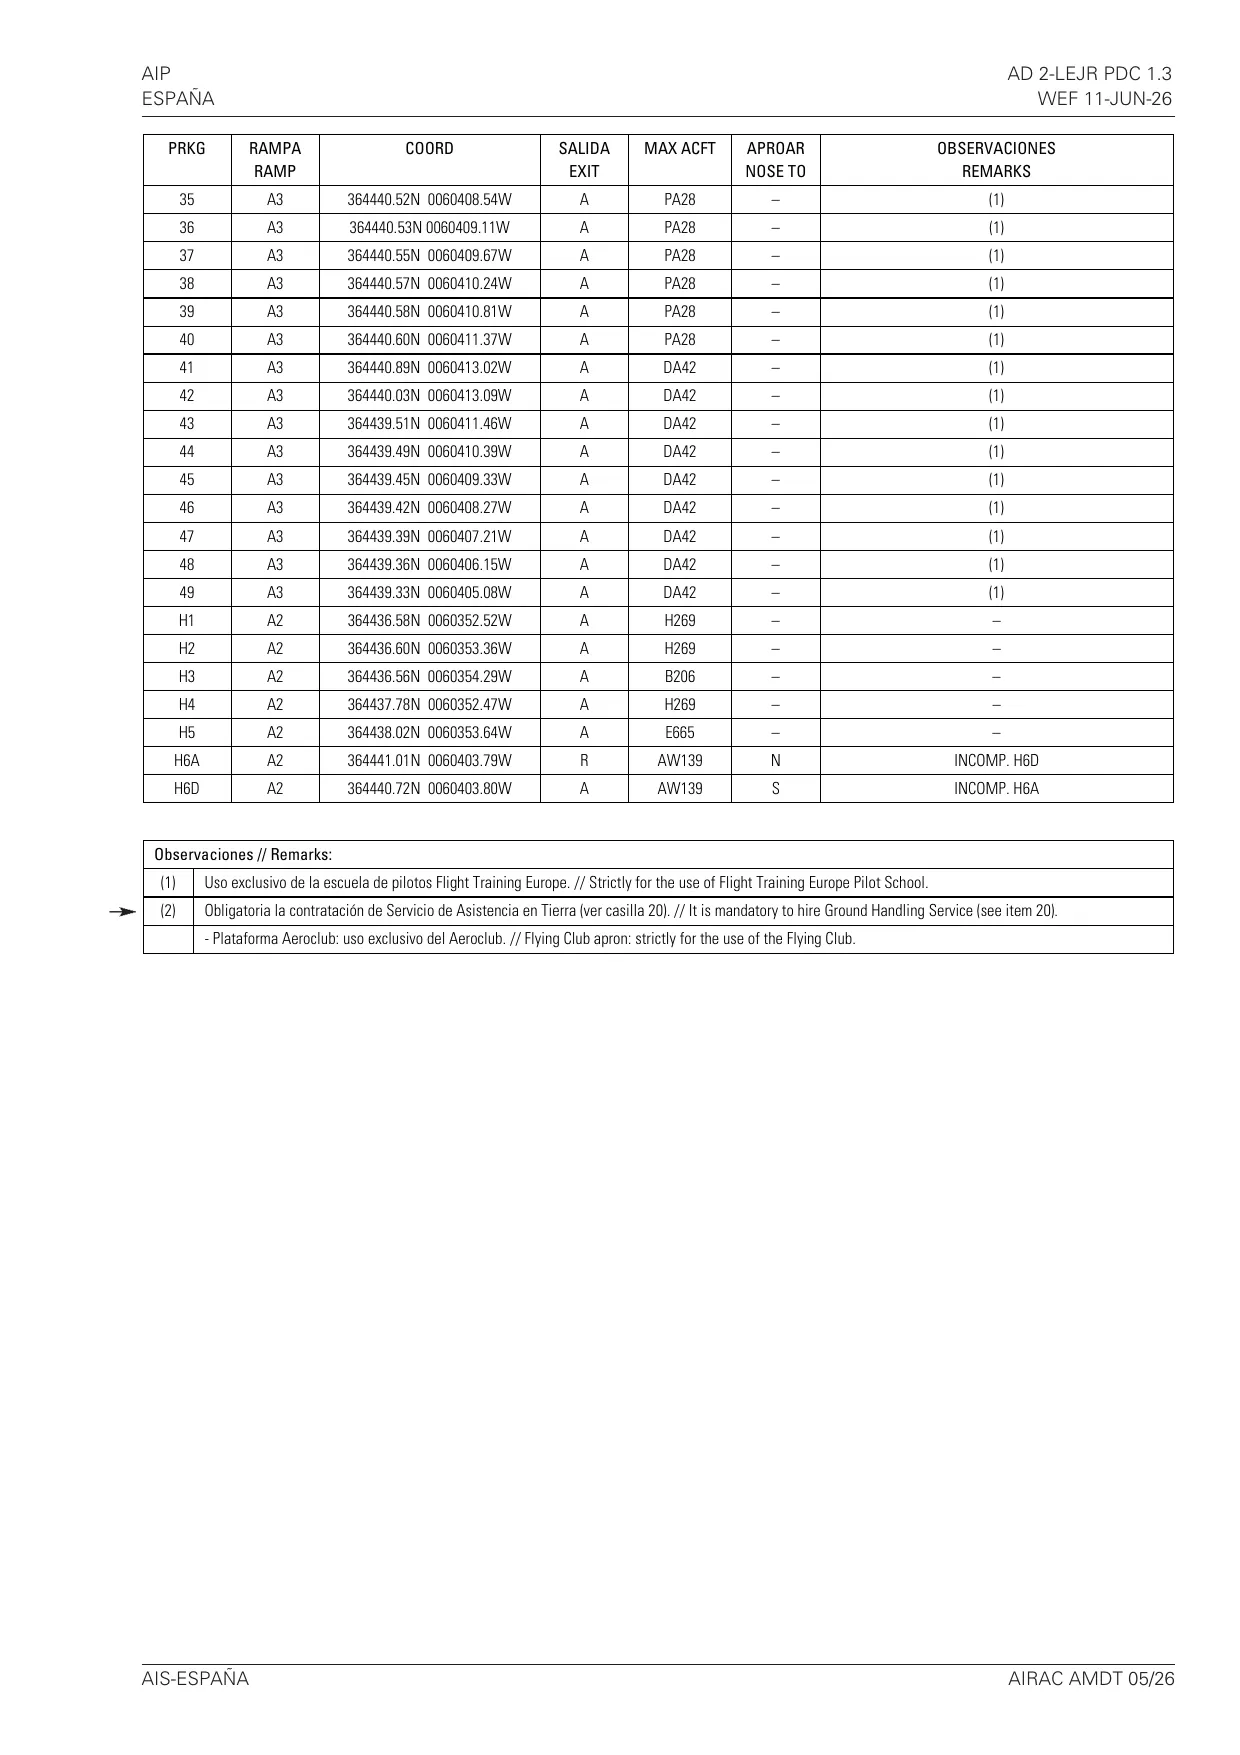 AIP
ESPAÑA
AD 2-LEJR PDC 1.3
WEF 11-JUN-26
PRKG RAMPA COORD SALIDA MAX ACFT APROAR OBSERVACIONES
RAMP EXIT NOSE TO REMARKS
35 A3 364440.52N 0060408.54W A PA28 – (1)
36 A3 364440.53N 0060409.11W A PA28 – (1)
37 A3 364440.55N 0060409.67W A PA28 – (1)
38 A3 364440.57N 0060410.24W A PA28 – (1)
39 A3 364440.58N 0060410.81W A PA28 – (1)
40 A3 364440.60N 0060411.37W A PA28 – (1)
41 A3 364440.89N 0060413.02W A DA42 – (1)
42 A3 364440.03N 0060413.09W A DA42 – (1)
43 A3 364439.51N 0060411.46W A DA42 – (1)
44 A3 364439.49N 0060410.39W A DA42 – (1)
45 A3 364439.45N 0060409.33W A DA42 – (1)
46 A3 364439.42N 0060408.27W A DA42 – (1)
47 A3 364439.39N 0060407.21W A DA42 – (1)
48 A3 364439.36N 0060406.15W A DA42 – (1)
49 A3 364439.33N 0060405.08W A DA42 – (1)
H1 A2 364436.58N 0060352.52W A H269 – –
H2 A2 364436.60N 0060353.36W A H269 – –
H3 A2 364436.56N 0060354.29W A B206 – –
H4 A2 364437.78N 0060352.47W A H269 – –
H5 A2 364438.02N 0060353.64W A E665 – –
H6A A2 364441.01N 0060403.79W R AW139 N INCOMP. H6D
H6D A2 364440.72N 0060403.80W A AW139 S INCOMP. H6A
Observaciones // Remarks:
(1) Uso exclusivo de la escuela de pilotos Flight Training Europe. // Strictly for the use of Flight Training Europe Pilot School.
(2) Obligatoria la contratación de Servicio de Asistencia en Tierra (ver casilla 20). // It is mandatory to hire Ground Handling Service (see item 20).
- Plataforma Aeroclub: uso exclusivo del Aeroclub. // Flying Club apron: strictly for the use of the Flying Club.
AIS-ESPAÑA
AIRAC AMDT 05/26